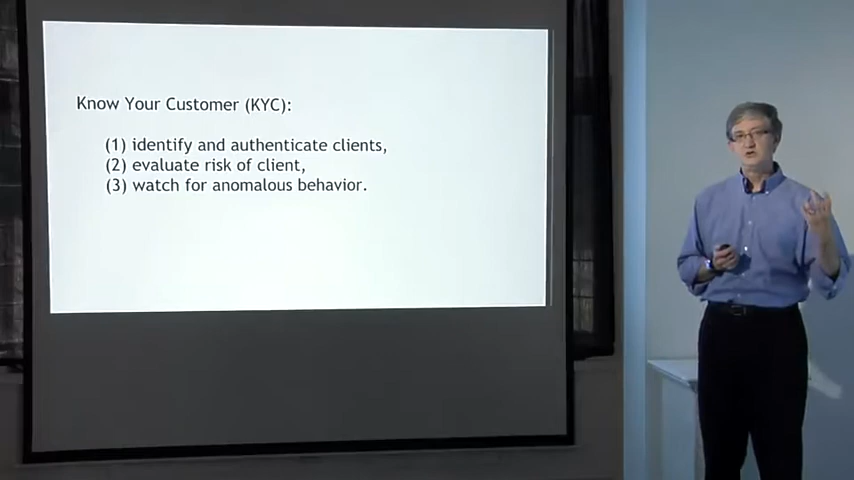 Know Your Customer (KYC):
(1) identify and authenticate clients,
(2) evaluate risk of client,
(3) watch for anomalous behavior.